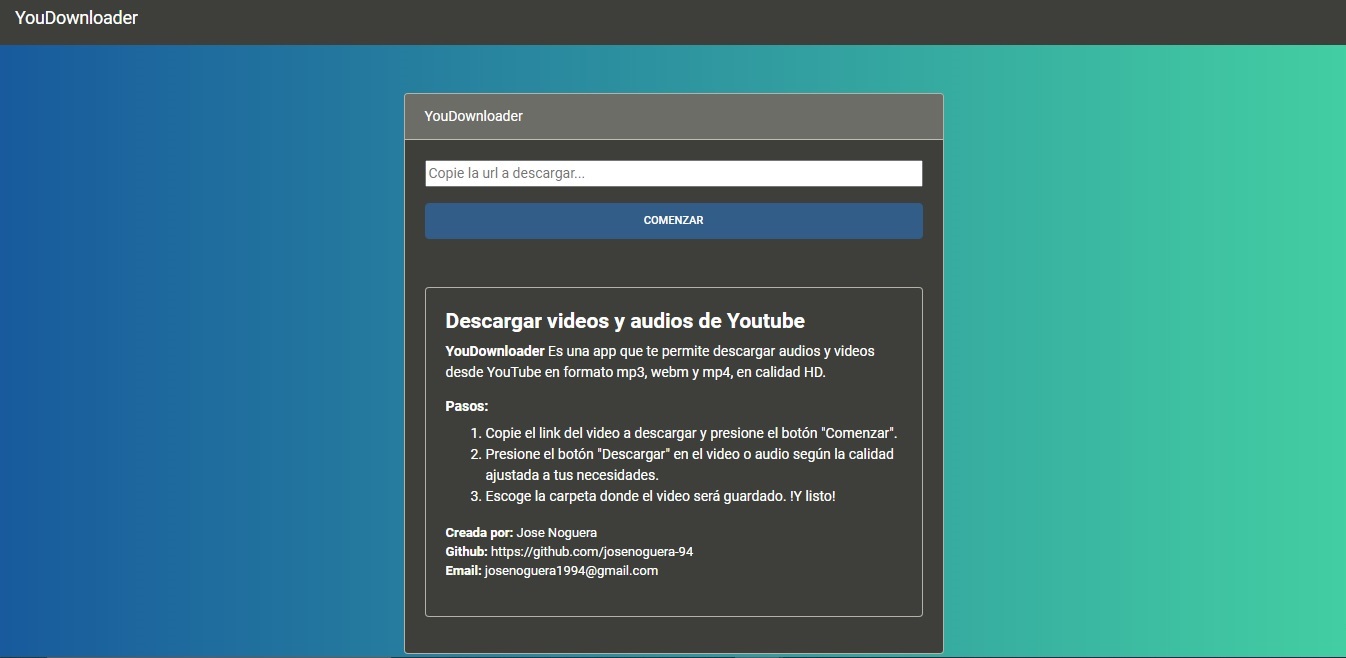 YouDownloader
YouDownloader
Copie la url a descargar...
COMENZAR
Descargar videos y audios de Youtube
YouDownloader Es una app que te permite descargar audios y videos
desde YouTube en formato mp3, webm y mp4, en calidad HD.
Pasos:
1. Copie el link del video a descargar y presione el botón "Comenzar".
2. Presione el botón "Descargar" en el video o audio según la calidad
ajustada a tus necesidades.
3. Escoge la carpeta donde el video será guardado. !Y listo!
Creada por: Jose Noguera
Github: https://github.com/josenoguera-94
Email: josenoguera1994@gmail.com